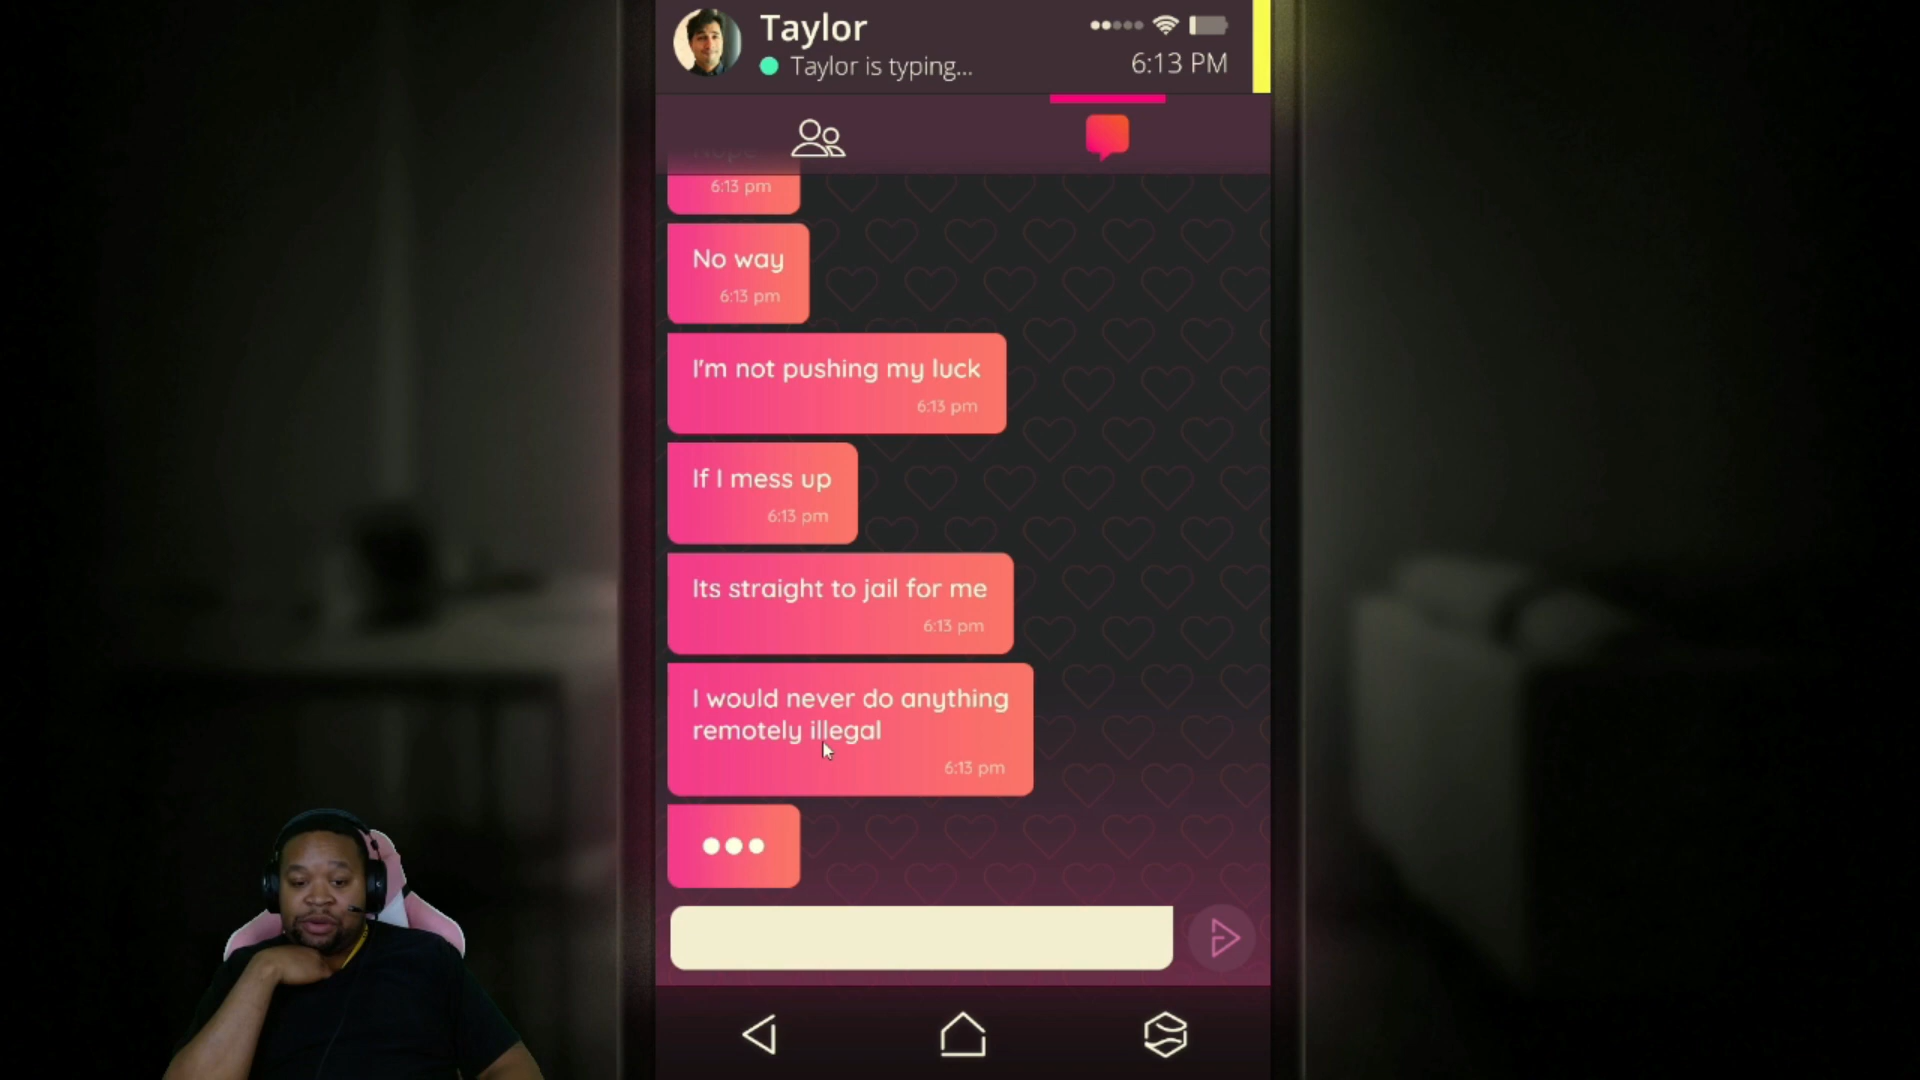 Taylor
Taylor is typing...
6:13 PM
Nope
6:13 pm
No way
6:13 pm
I'm not pushing my luck
6:13 pm
If I mess up
6:13 pm
Its straight to jail for me
6:13 pm
I would never do anything
remotely illegal
6:13 pm